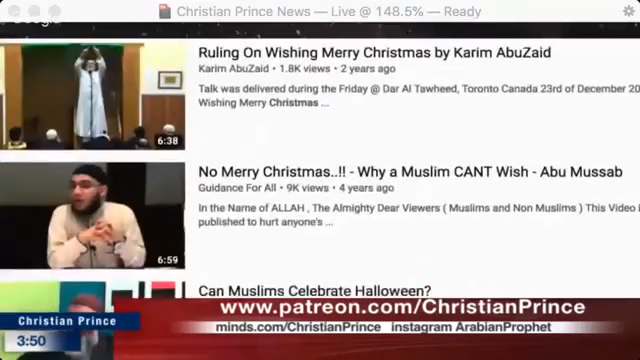 Christian Prince News — Live @ 148.5% — Ready
Google
Ruling On Wishing Merry Christmas by Karim AbuZaid
Karim AbuZaid • 1.8K views • 2 years ago
Talk was delivered during the Friday @ Dar Al Tawheed, Toronto Canada 23rd of December 20
Wishing Merry Christmas ...
6:38
No Merry Christmas..!! - Why a Muslim CANT Wish - Abu Mussab
Guidance For All • 9K views • 4 years ago
In the Name of ALLAH , The Almighty Dear Viewers ( Muslims and Non Muslims ) This Video i
published to hurt anyone's ...
6:59
Can Muslims Celebrate Halloween?
www.patreon.com/ChristianPrince
Christian Prince
minds.com/ChristianPrince instagram ArabianProphet
3:50